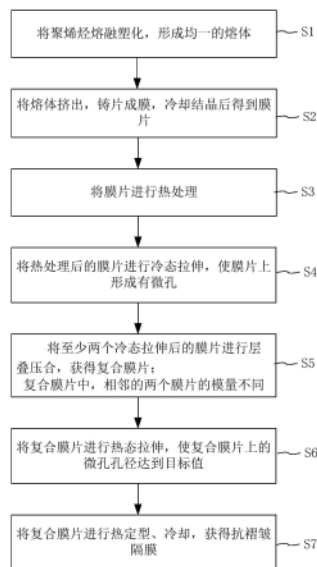 将聚烯烃熔融塑化，形成均一的熔体
S1
将熔体挤出，铸片成膜，冷却结晶后得到膜
片
S2
将膜片进行热处理
S3
将热处理后的膜片进行冷态拉伸，使膜片上
形成有微孔
S4
将至少两个冷态拉伸后的膜片进行层
叠压合，获得复合膜片；
复合膜片中，相邻的两个膜片的模量不同
S5
将复合膜片进行热态拉伸，使复合膜片上的
微孔孔径达到目标值
S6
将复合膜片进行热定型、冷却，获得抗褶皱
隔膜
S7